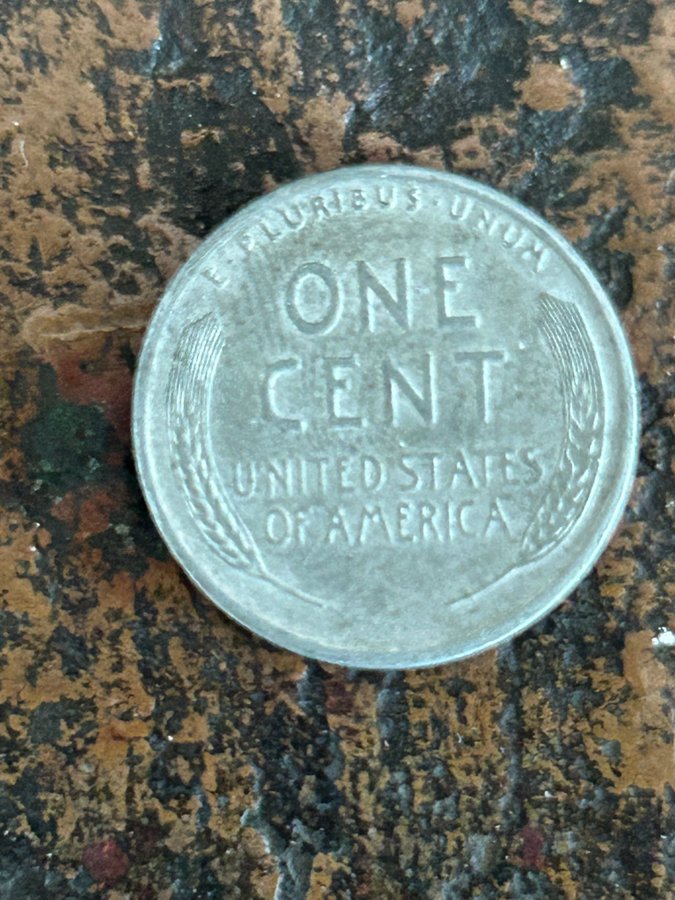 E · PLURIBUS · UNUM
ONE
CENT
UNITED STATES
OF AMERICA